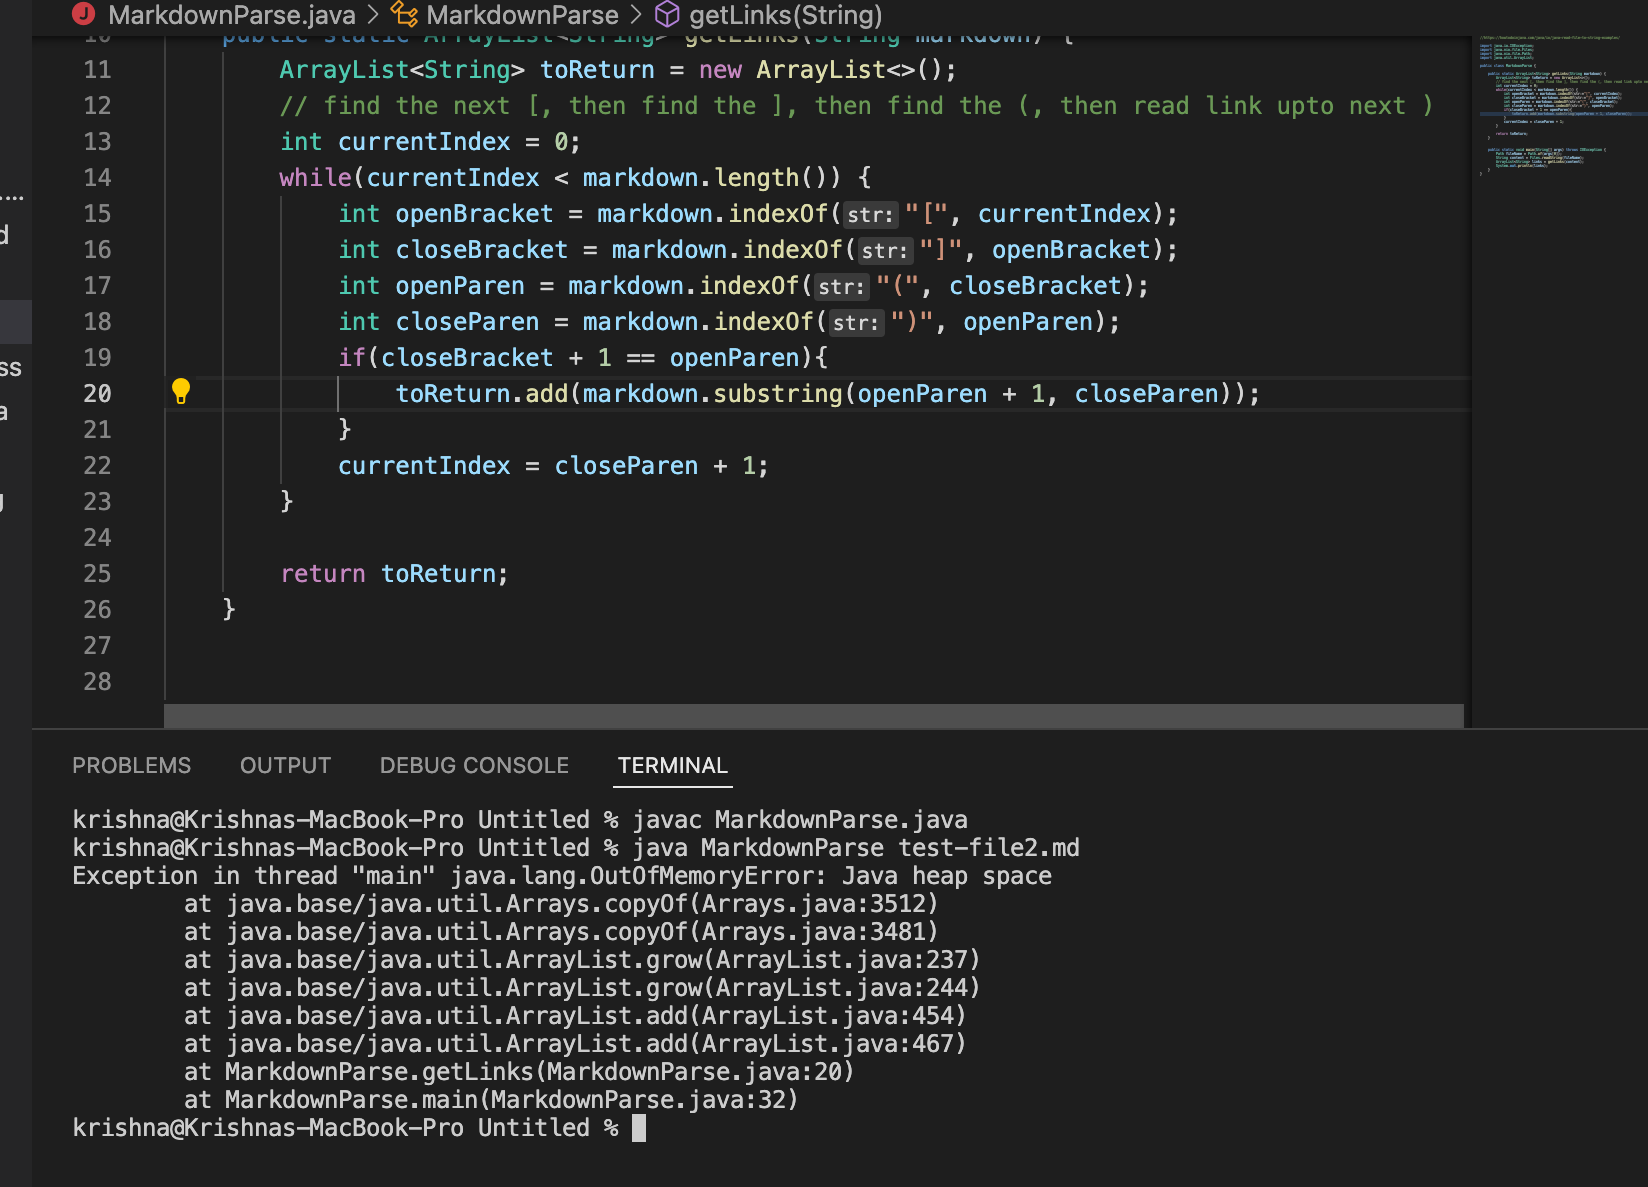 MarkdownParse.java > MarkdownParse > getLinks(String)
10 public static ArrayList<String> getLinks(String markdown) {
11 ArrayList<String> toReturn = new ArrayList<>();
12 // find the next [, then find the ], then find the (, then read link upto next )
13 int currentIndex = 0;
14 while(currentIndex < markdown.length()) {
15 int openBracket = markdown.indexOf(str: "[", currentIndex);
16 int closeBracket = markdown.indexOf(str: "]", openBracket);
17 int openParen = markdown.indexOf(str: "(", closeBracket);
18 int closeParen = markdown.indexOf(str: ")", openParen);
19 if(closeBracket + 1 == openParen){
20 toReturn.add(markdown.substring(openParen + 1, closeParen));
21 }
22 currentIndex = closeParen + 1;
23 }
24
25 return toReturn;
26 }
27
28
PROBLEMS OUTPUT DEBUG CONSOLE TERMINAL
krishna@Krishnas-MacBook-Pro Untitled % javac MarkdownParse.java
krishna@Krishnas-MacBook-Pro Untitled % java MarkdownParse test-file2.md
Exception in thread "main" java.lang.OutOfMemoryError: Java heap space
at java.base/java.util.Arrays.copyOf(Arrays.java:3512)
at java.base/java.util.Arrays.copyOf(Arrays.java:3481)
at java.base/java.util.ArrayList.grow(ArrayList.java:237)
at java.base/java.util.ArrayList.grow(ArrayList.java:244)
at java.base/java.util.ArrayList.add(ArrayList.java:454)
at java.base/java.util.ArrayList.add(ArrayList.java:467)
at MarkdownParse.getLinks(MarkdownParse.java:20)
at MarkdownParse.main(MarkdownParse.java:32)
krishna@Krishnas-MacBook-Pro Untitled %